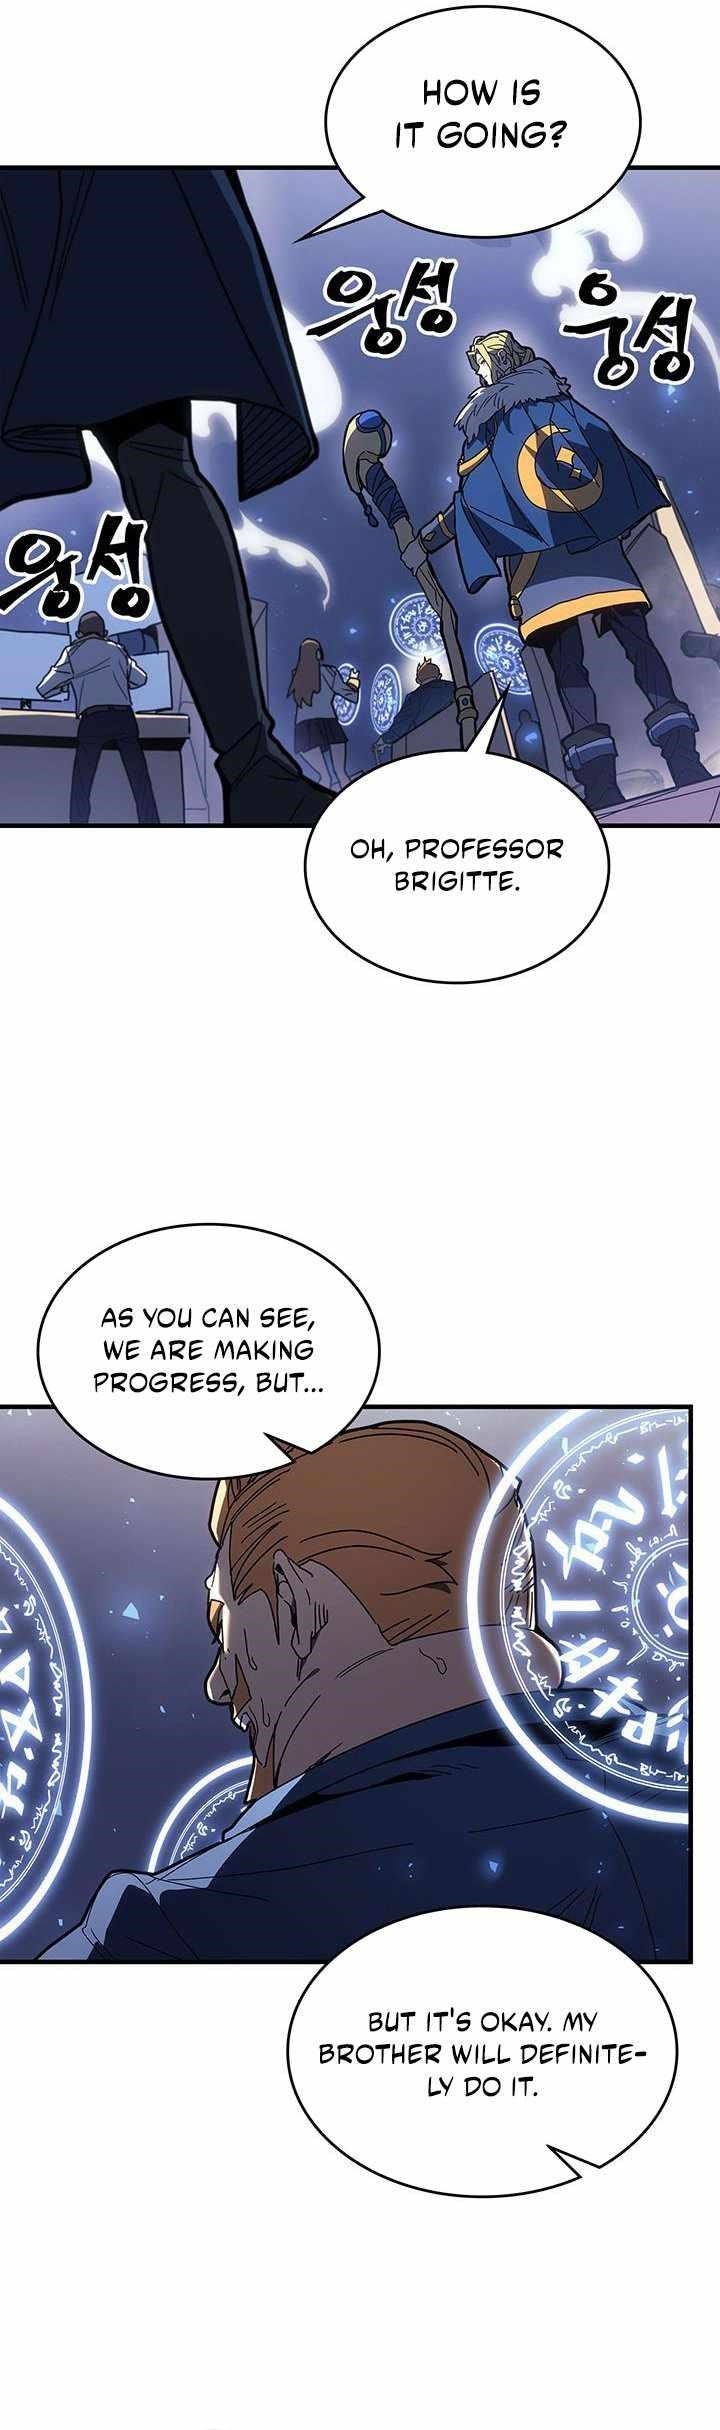 HOW IS
IT GOING?
웅성
웅성
웅성
OH, PROFESSOR
BRIGITTE.
AS YOU CAN SEE,
WE ARE MAKING
PROGRESS, BUT...
BUT IT'S OKAY. MY
BROTHER WILL DEFINITE-
LY DO IT.